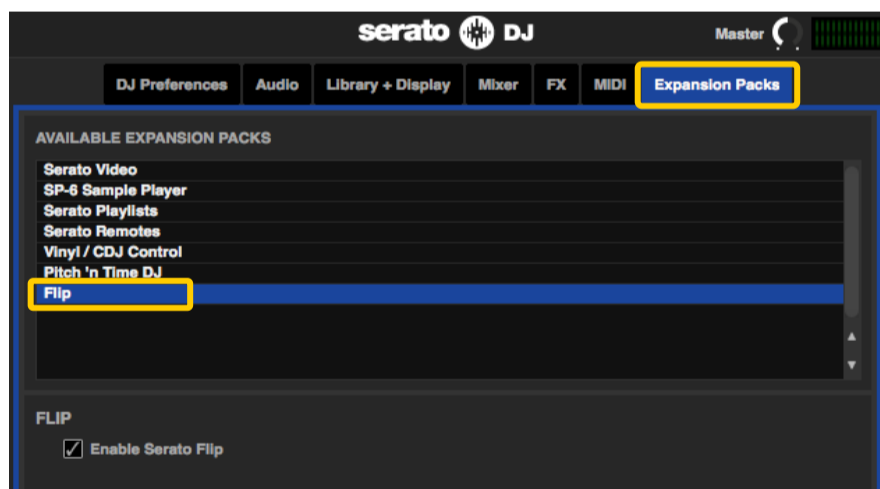 serato DJ
Master
DJ Preferences Audio Library + Display Mixer FX MIDI Expansion Packs
AVAILABLE EXPANSION PACKS
Serato Video
SP-6 Sample Player
Serato Playlists
Serato Remotes
Vinyl / CDJ Control
Pitch 'n Time DJ
Flip
FLIP
Enable Serato Flip